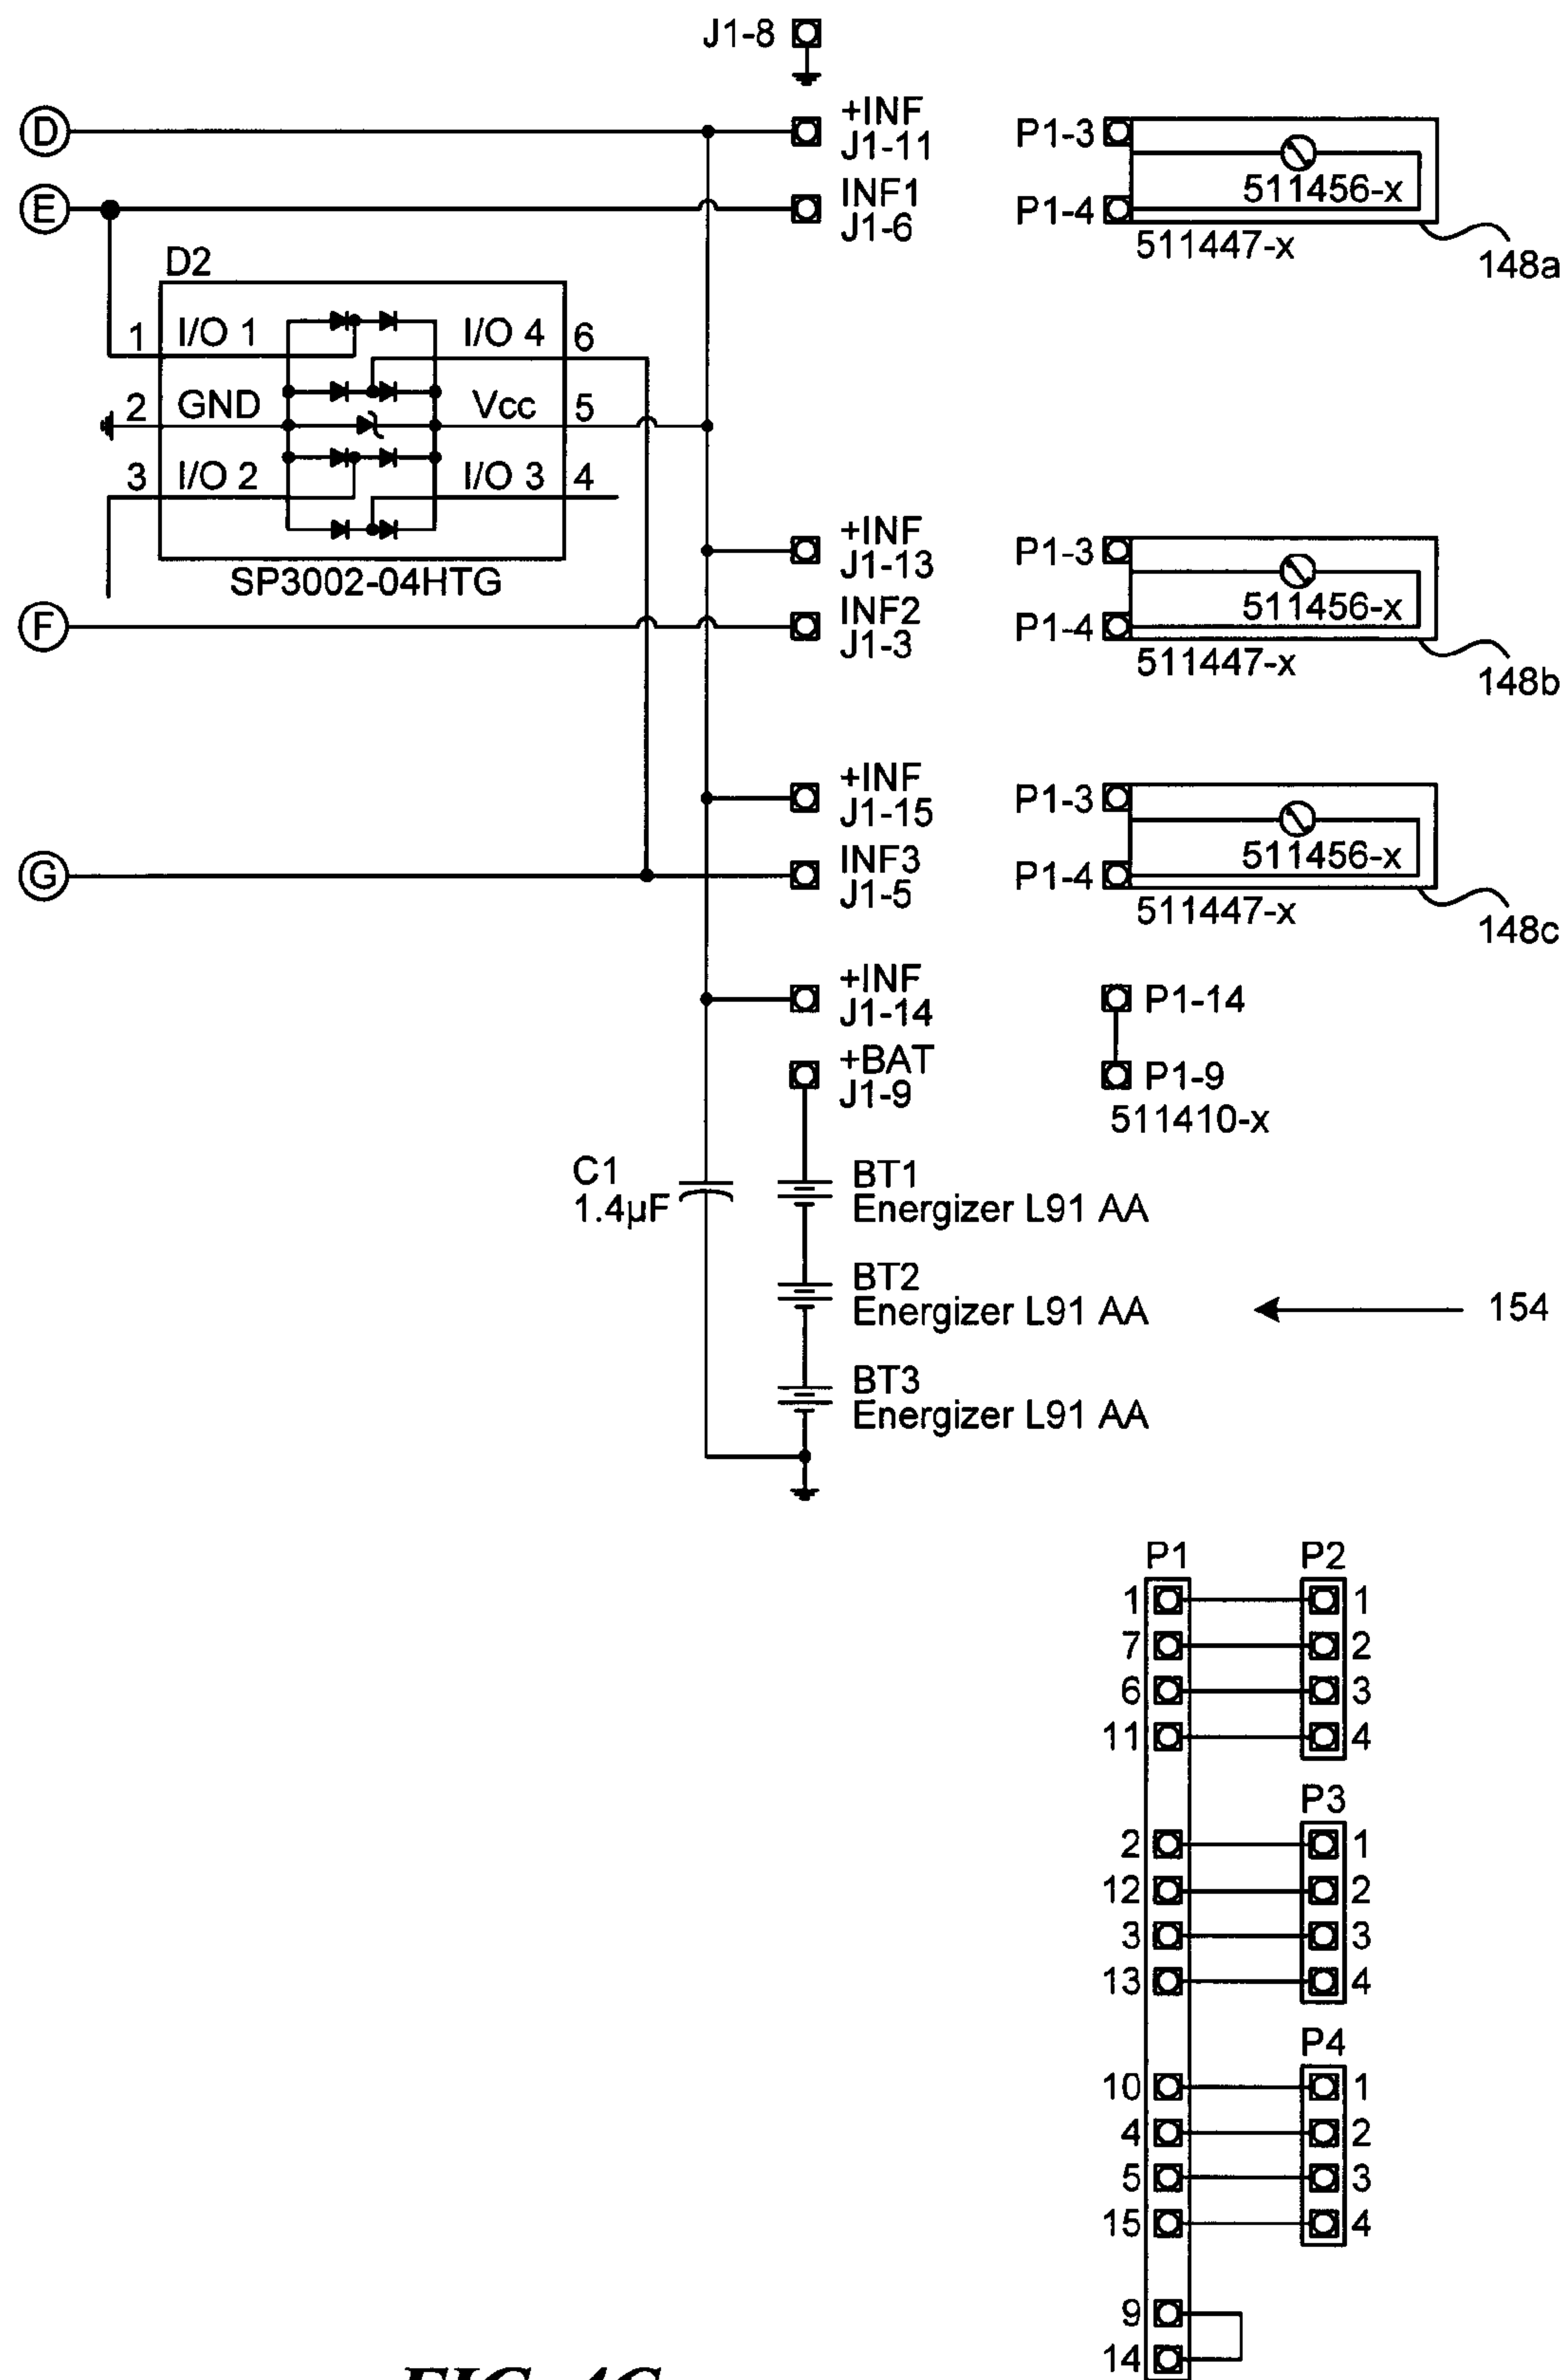 J1-8
D
+INF
J1-11
P1-3
511456-x
E
INF1
J1-6
P1-4
511447-x
148a
D2
1
I/O 1
I/O 4
6
2
GND
Vcc
5
3
I/O 2
I/O 3
4
SP3002-04HTG
+INF
J1-13
P1-3
511456-x
F
INF2
J1-3
P1-4
511447-x
148b
+INF
J1-15
P1-3
511456-x
G
INF3
J1-5
P1-4
511447-x
148c
+INF
J1-14
P1-14
+BAT
J1-9
P1-9
511410-x
C1
1.4µF
BT1
Energizer L91 AA
BT2
Energizer L91 AA
154
BT3
Energizer L91 AA
P1
P2
1
1
7
2
6
3
11
4
P3
2
1
12
2
3
3
13
4
P4
10
1
4
2
5
3
15
4
9
14